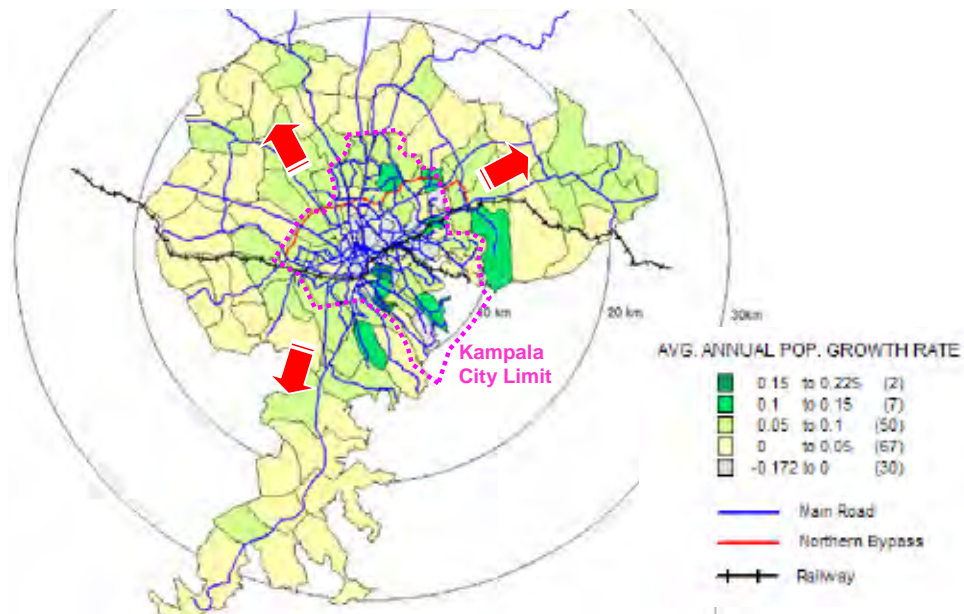 10 km
20 km
30km
Kampala
City Limit
AVG. ANNUAL POP. GROWTH RATE
0.15 to 0.225 (2)
0.1 to 0.15 (7)
0.05 to 0.1 (50)
0 to 0.05 (67)
-0.172 to 0 (30)
Main Road
Northern Bypass
Railway